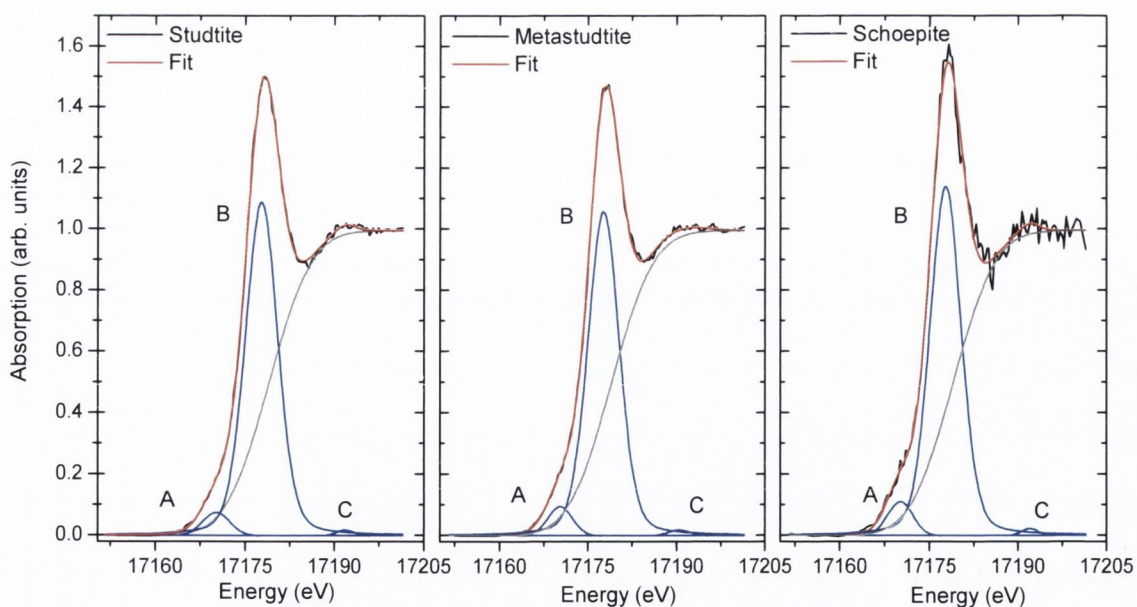 Absorption (arb. units)
1.6
1.4
1.2
1.0
0.8
0.6
0.4
0.2
0.0
Studtite
Fit
B
A
C
17160 17175 17190 17205
Energy (eV)
Metastudtite
Fit
B
A
C
17160 17175 17190 17205
Energy (eV)
Schoepite
Fit
B
A
C
17160 17175 17190 17205
Energy (eV)